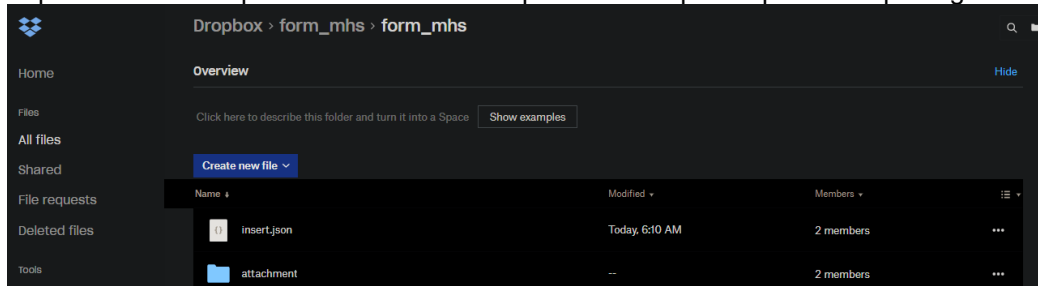 Dropbox › form_mhs › form_mhs
Home
Overview
Hide
Files
Click here to describe this folder and turn it into a Space
Show examples
All files
Shared
Create new file
File requests
Name
Modified
Members
Deleted files
insert.json
Today, 6:10 AM
2 members
Tools
attachment
--
2 members